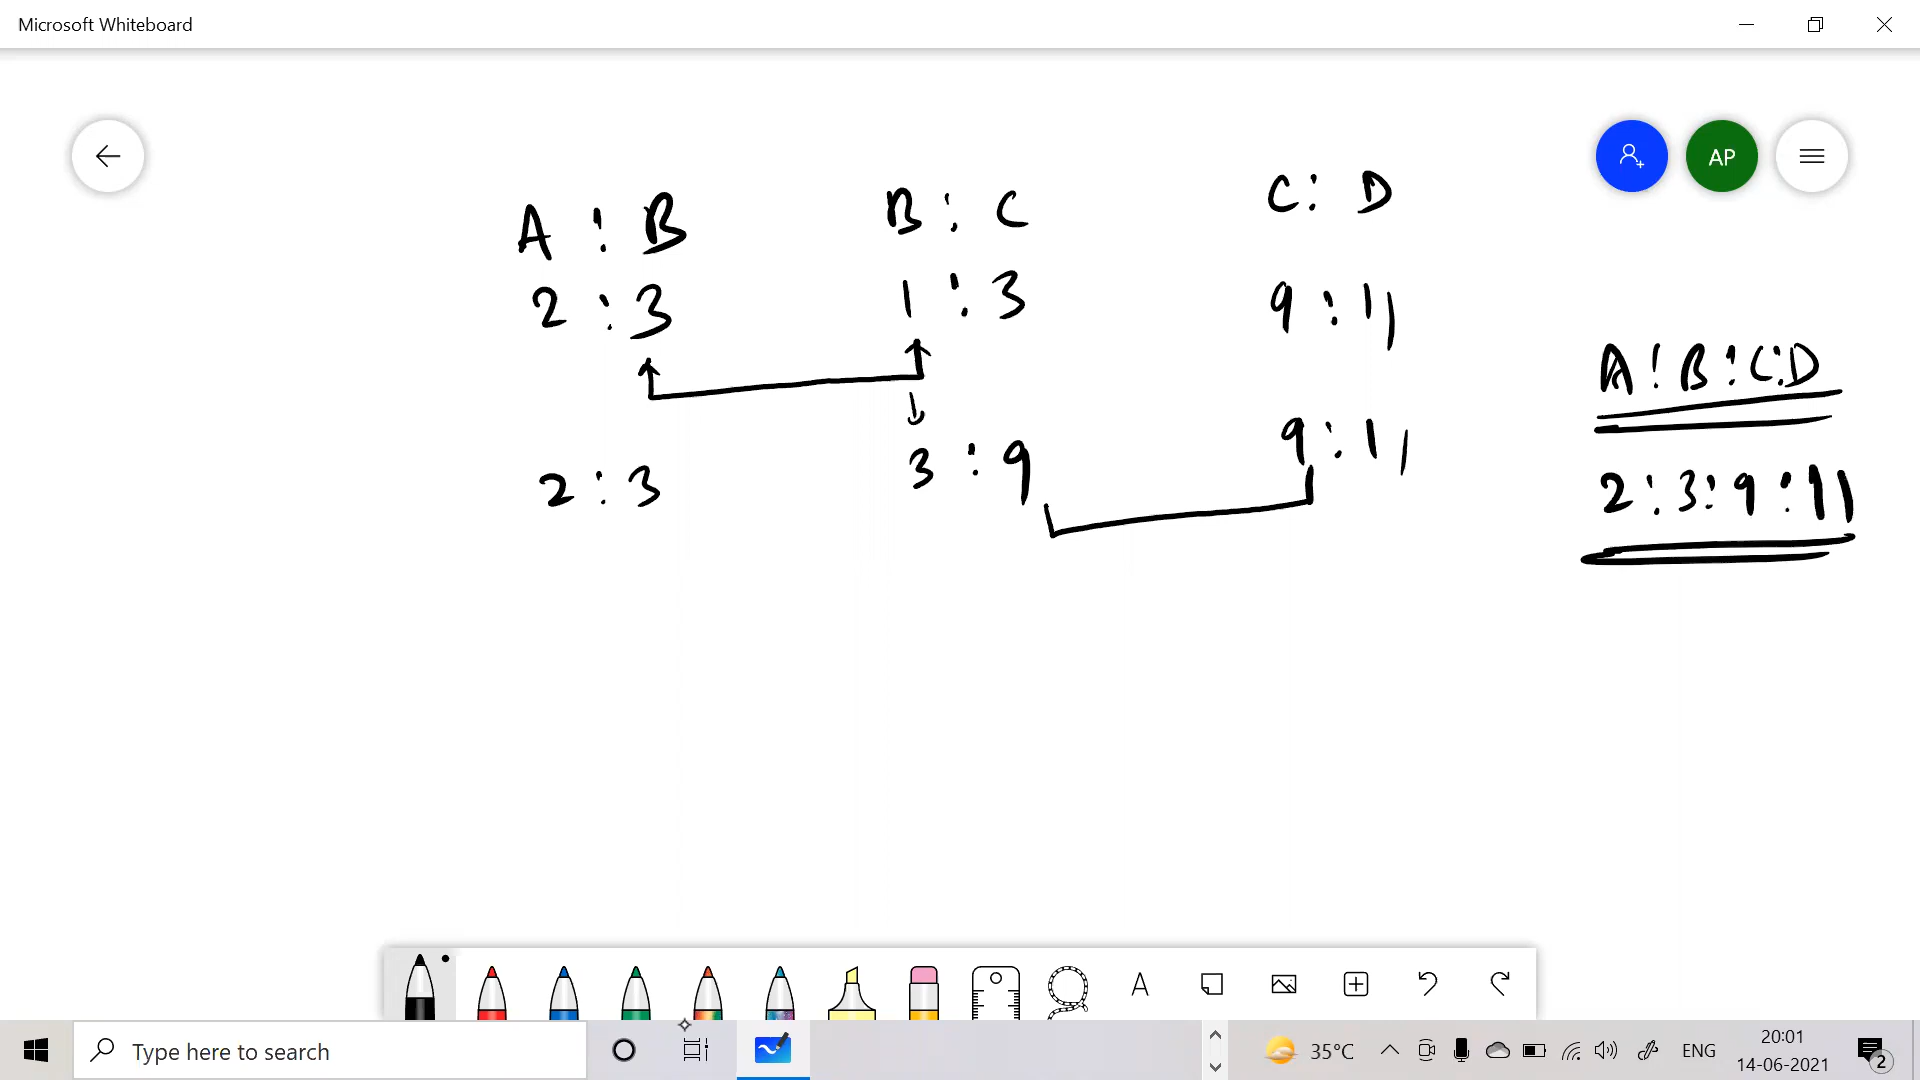 Microsoft Whiteboard
AP
A : B B : C C : D
2 : 3 1 : 3 9 : 11
A : B : C : D
2 : 3 3 : 9 9 : 11
2 : 3 : 9 : 11
A
Type here to search
35°C ENG 20:01
14-06-2021
2